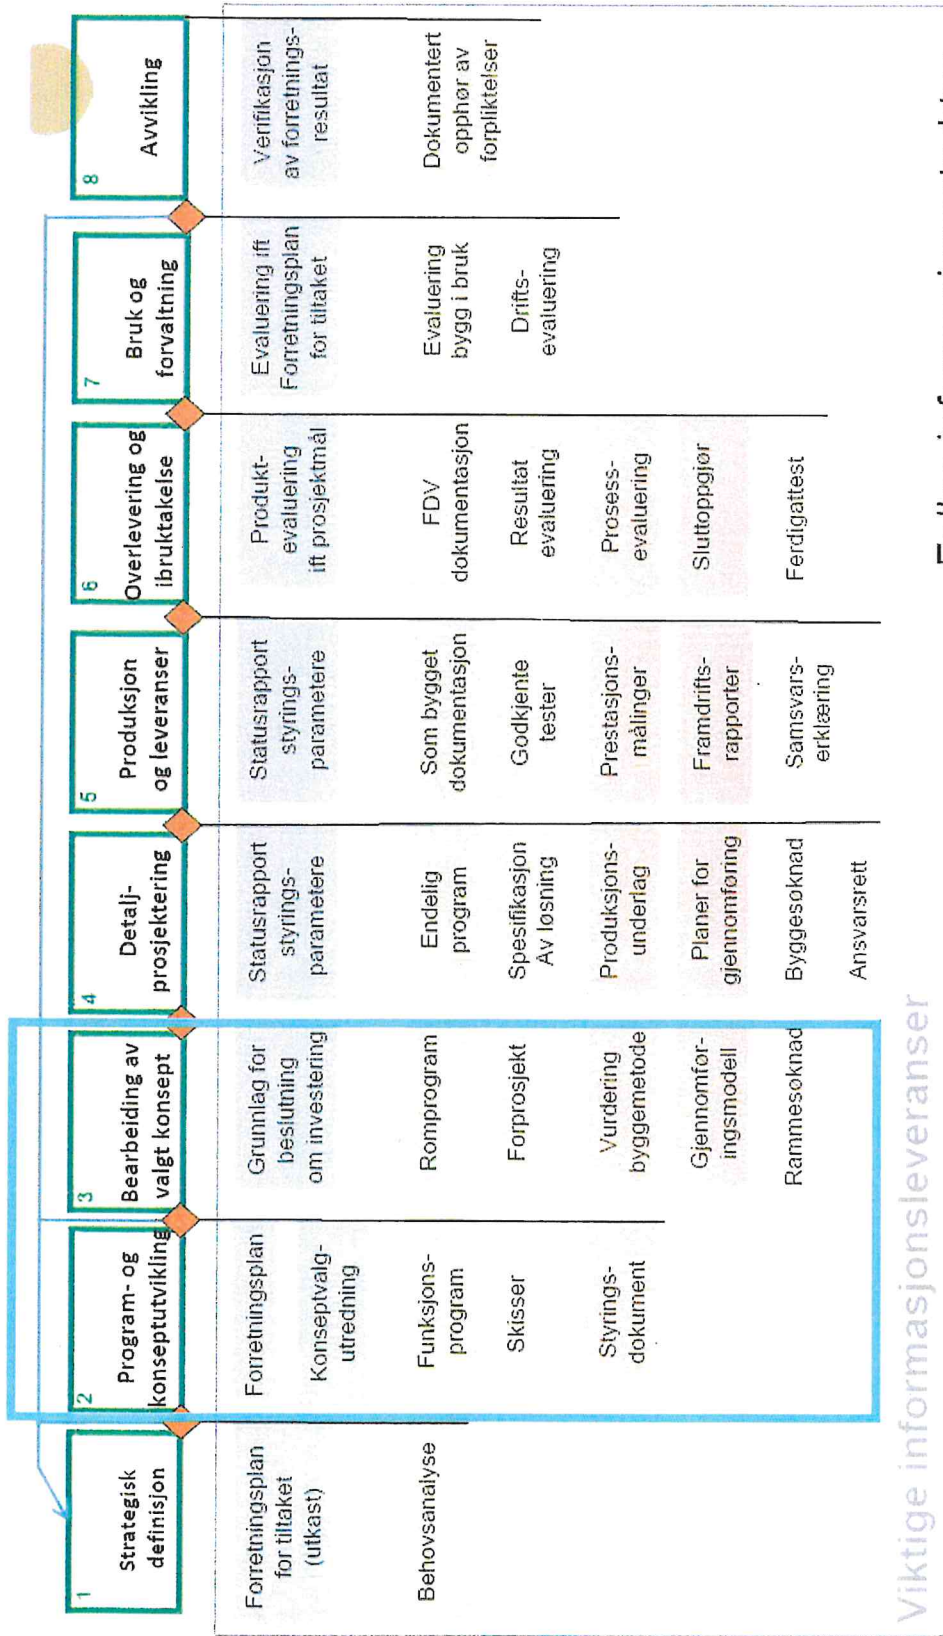 1
Strategisk
definisjon
2
Program- og
konseptutvikling
3
Bearbeiding av
valgt konsept
4
Detalj-
prosjektering
5
Produksjon
og leveranser
6
Overlevering og
ibruktakelse
7
Bruk og
forvaltning
8
Avvikling
Forretningsplan
for tiltaket
(utkast)
Behovsanalyse
Forretningsplan
Konseptvalg-
utredning
Funksjons-
program
Skisser
Styrings-
dokument
Grunnlag for
beslutning
om investering
Romprogram
Forprosjekt
Vurdering
byggemetode
Gjennomfør-
ingsmodell
Rammesøknad
Statusrapport
styrings-
parametere
Endelig
program
Spesifikasjon
Av løsning
Produksjons-
underlag
Planer for
gjennomføring
Byggesøknad
Ansvarsrett
Statusrapport
styrings-
parametere
Som bygget
dokumentasjon
Godkjente
tester
Prestasjons-
målinger
Framdrifts-
rapporter
Samsvars-
erklæring
Produkt-
evaluering
ift prosjektmål
FDV
dokumentasjon
Resultat
evaluering
Prosess-
evaluering
Sluttoppgjør
Ferdigattest
Evaluering ift
Forretningsplan
for tiltaket
Evaluering
bygg i bruk
Drifts-
evaluering
Verifikasjon
av forretnings-
resultat
Dokumentert
opphør av
forpliktelser
Viktige informasjonsleveranser